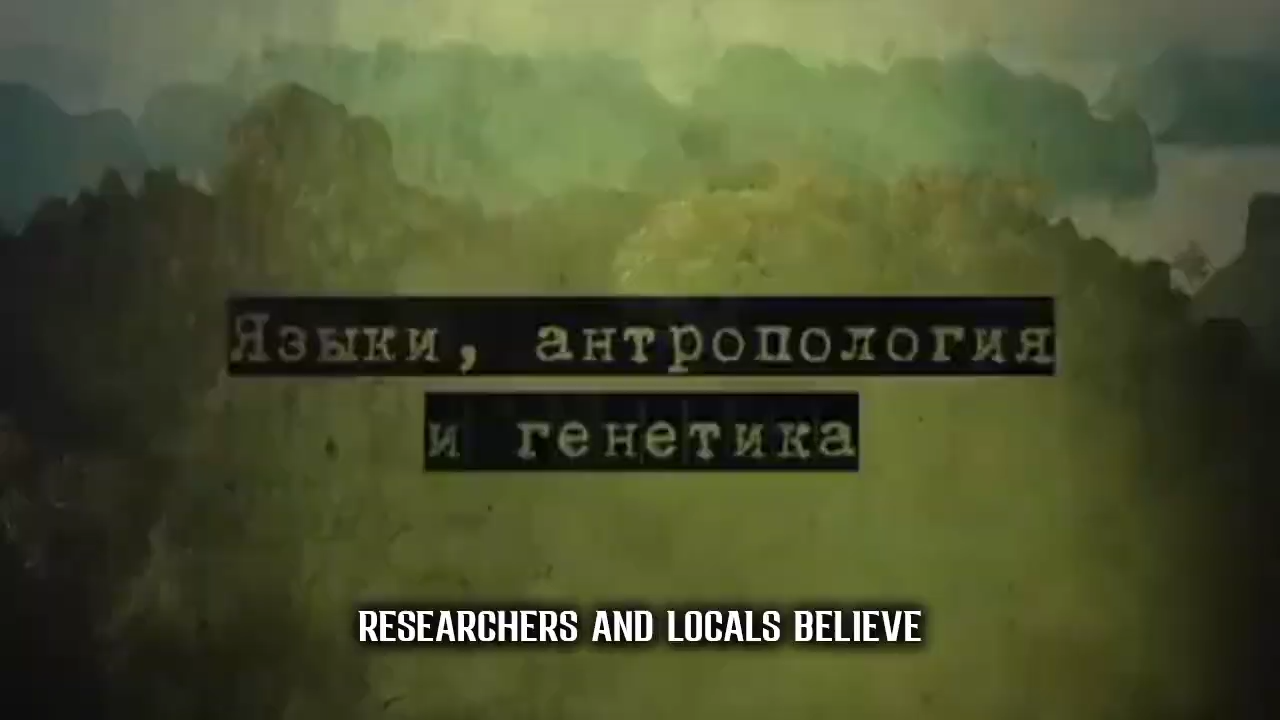 Языки, антропология
и генетика
RESEARCHERS AND LOCALS BELIEVE